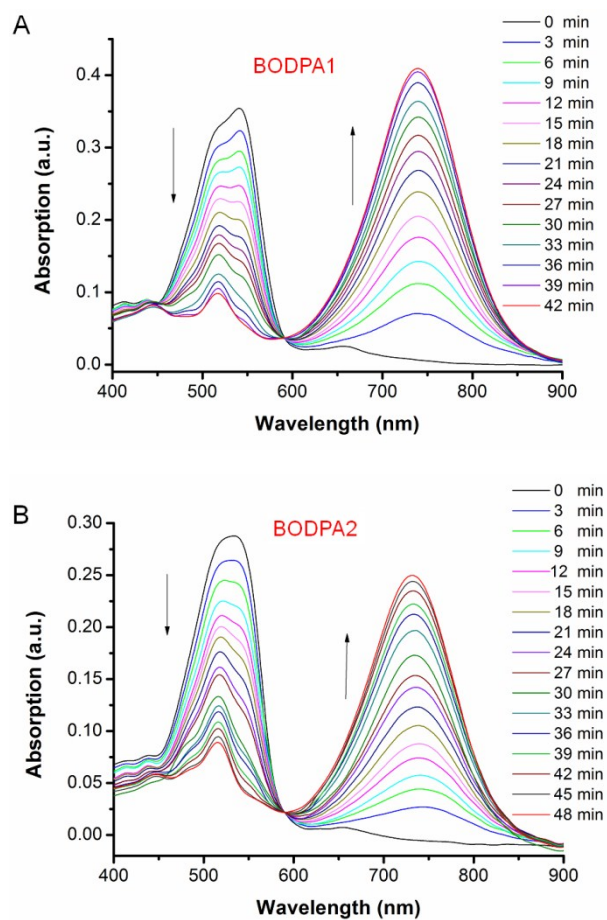 A
BODPA1
Absorption (a.u.)
0.4
0.3
0.2
0.1
0.0
400 500 600 700 800 900
Wavelength (nm)
0 min
3 min
6 min
9 min
12 min
15 min
18 min
21 min
24 min
27 min
30 min
33 min
36 min
39 min
42 min
B
BODPA2
Absorption (a.u.)
0.30
0.25
0.20
0.15
0.10
0.05
0.00
400 500 600 700 800 900
Wavelength (nm)
0 min
3 min
6 min
9 min
12 min
15 min
18 min
21 min
24 min
27 min
30 min
33 min
36 min
39 min
42 min
45 min
48 min